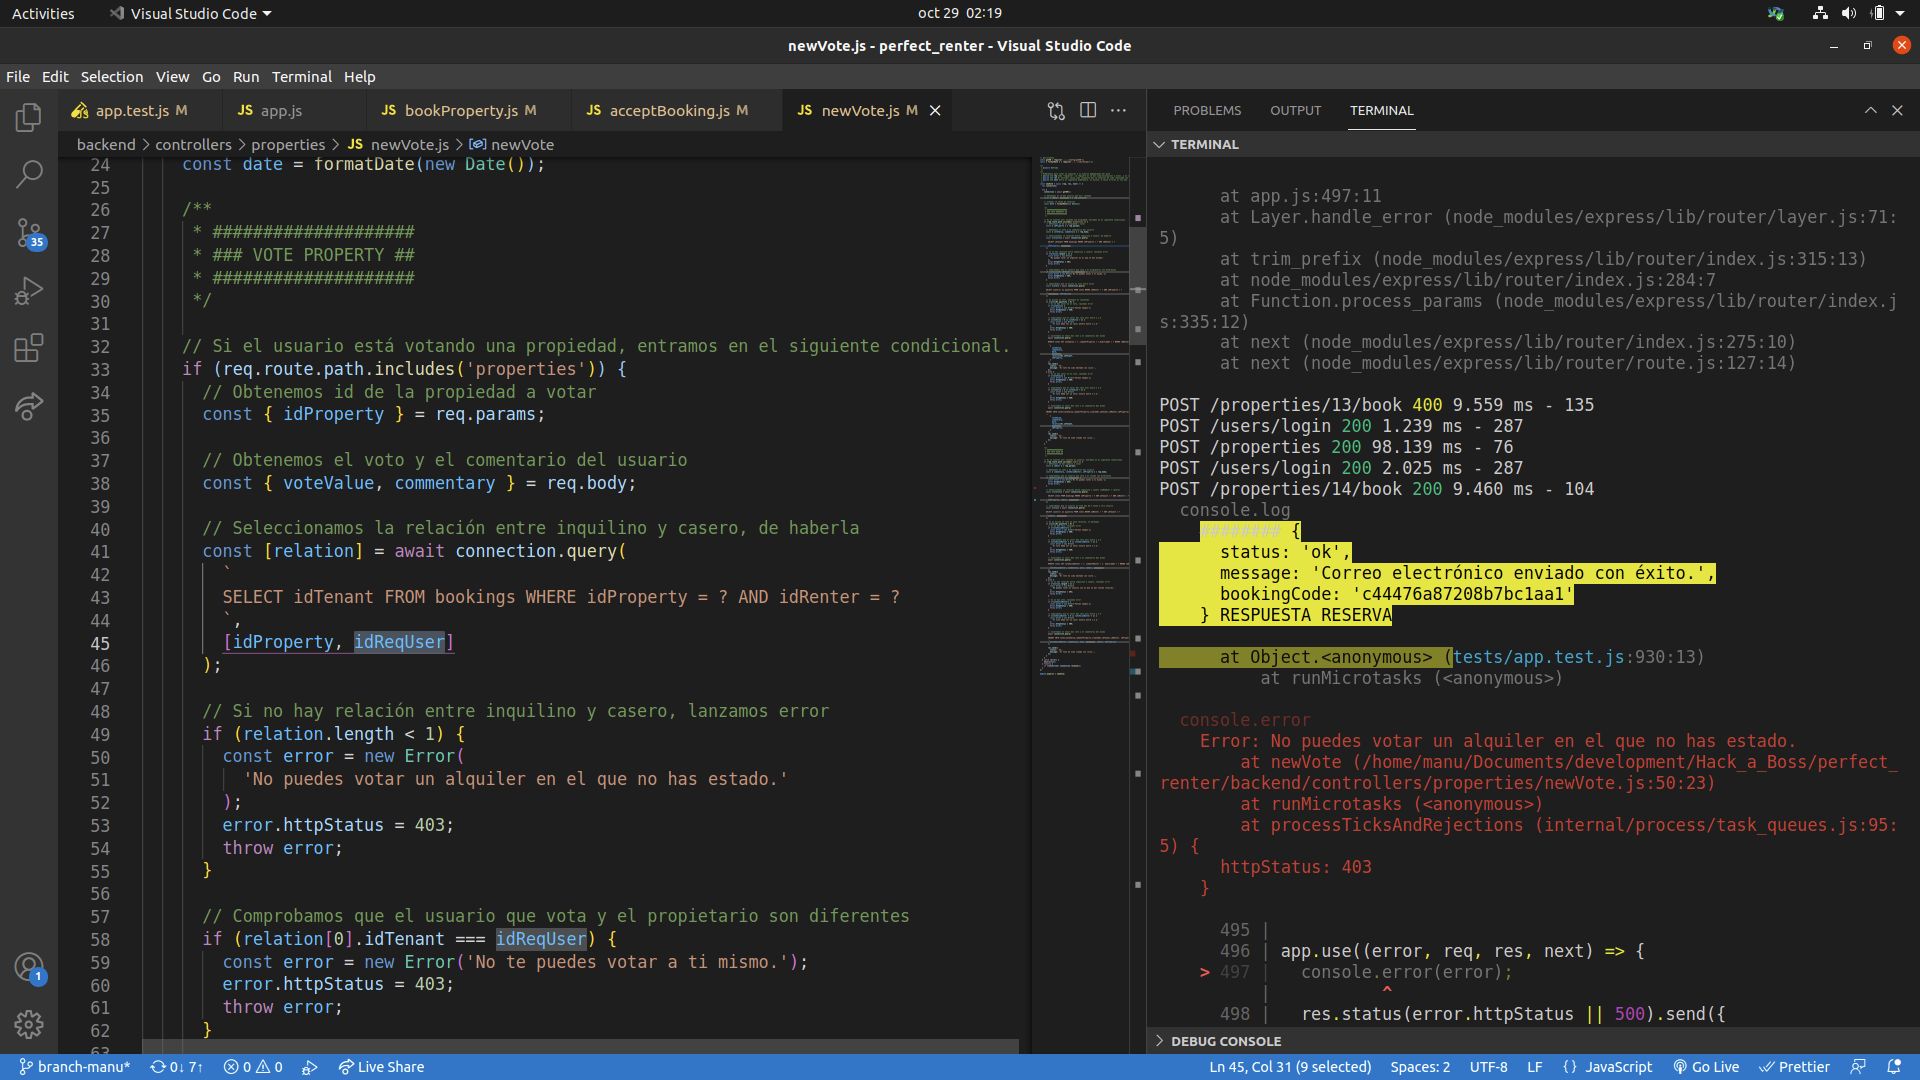 Activities Visual Studio Code oct 29 02:19
newVote.js - perfect_renter - Visual Studio Code
File Edit Selection View Go Run Terminal Help
app.test.js M JS app.js JS bookProperty.js M JS acceptBooking.js M JS newVote.js M
backend > controllers > properties > JS newVote.js > newVote
24 const date = formatDate(new Date());
25
26 /**
27 * ####################
28 * ### VOTE PROPERTY ##
29 * ####################
30 */
31
32 // Si el usuario está votando una propiedad, entramos en el siguiente condicional.
33 if (req.route.path.includes('properties')) {
34 // Obtenemos id de la propiedad a votar
35 const { idProperty } = req.params;
36
37 // Obtenemos el voto y el comentario del usuario
38 const { voteValue, commentary } = req.body;
39
40 // Seleccionamos la relación entre inquilino y casero, de haberla
41 const [relation] = await connection.query(
42 `
43 SELECT idTenant FROM bookings WHERE idProperty = ? AND idRenter = ?
44 `,
45 [idProperty, idReqUser]
46 );
47
48 // Si no hay relación entre inquilino y casero, lanzamos error
49 if (relation.length < 1) {
50 const error = new Error(
51 'No puedes votar un alquiler en el que no has estado.'
52 );
53 error.httpStatus = 403;
54 throw error;
55 }
56
57 // Comprobamos que el usuario que vota y el propietario son diferentes
58 if (relation[0].idTenant === idReqUser) {
59 const error = new Error('No te puedes votar a ti mismo.');
60 error.httpStatus = 403;
61 throw error;
62 }
63
PROBLEMS OUTPUT TERMINAL
TERMINAL
at app.js:497:11
at Layer.handle_error (node_modules/express/lib/router/layer.js:71:
5)
at trim_prefix (node_modules/express/lib/router/index.js:315:13)
at node_modules/express/lib/router/index.js:284:7
at Function.process_params (node_modules/express/lib/router/index.j
s:335:12)
at next (node_modules/express/lib/router/index.js:275:10)
at next (node_modules/express/lib/router/route.js:127:14)
POST /properties/13/book 400 9.559 ms - 135
POST /users/login 200 1.239 ms - 287
POST /properties 200 98.139 ms - 76
POST /users/login 200 2.025 ms - 287
POST /properties/14/book 200 9.460 ms - 104
console.log
######## {
status: 'ok',
message: 'Correo electrónico enviado con éxito.',
bookingCode: 'c44476a87208b7bc1aa1'
} RESPUESTA RESERVA
at Object.<anonymous> (tests/app.test.js:930:13)
at runMicrotasks (<anonymous>)
console.error
Error: No puedes votar un alquiler en el que no has estado.
at newVote (/home/manu/Documents/development/Hack_a_Boss/perfect_
renter/backend/controllers/properties/newVote.js:50:23)
at runMicrotasks (<anonymous>)
at processTicksAndRejections (internal/process/task_queues.js:95:
5) {
httpStatus: 403
}
495 |
496 | app.use((error, req, res, next) => {
> 497 | console.error(error);
| ^
498 | res.status(error.httpStatus || 500).send({
DEBUG CONSOLE
35
1
branch-manu* 0↓ 7↑ 0 0 Live Share Ln 45, Col 31 (9 selected) Spaces: 2 UTF-8 LF {} JavaScript Go Live Prettier